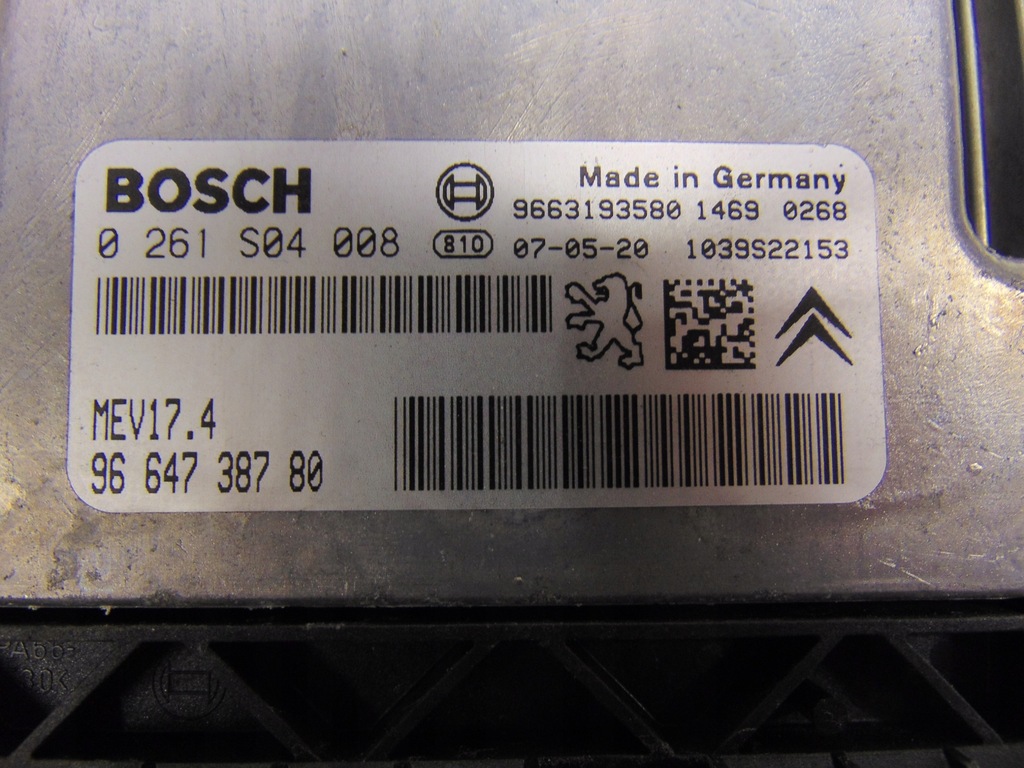 BOSCH
Made in Germany
9663193580 1469 0268
0 261 S04 008 810 07-05-20 1039S22153
MEV17.4
96 647 387 80